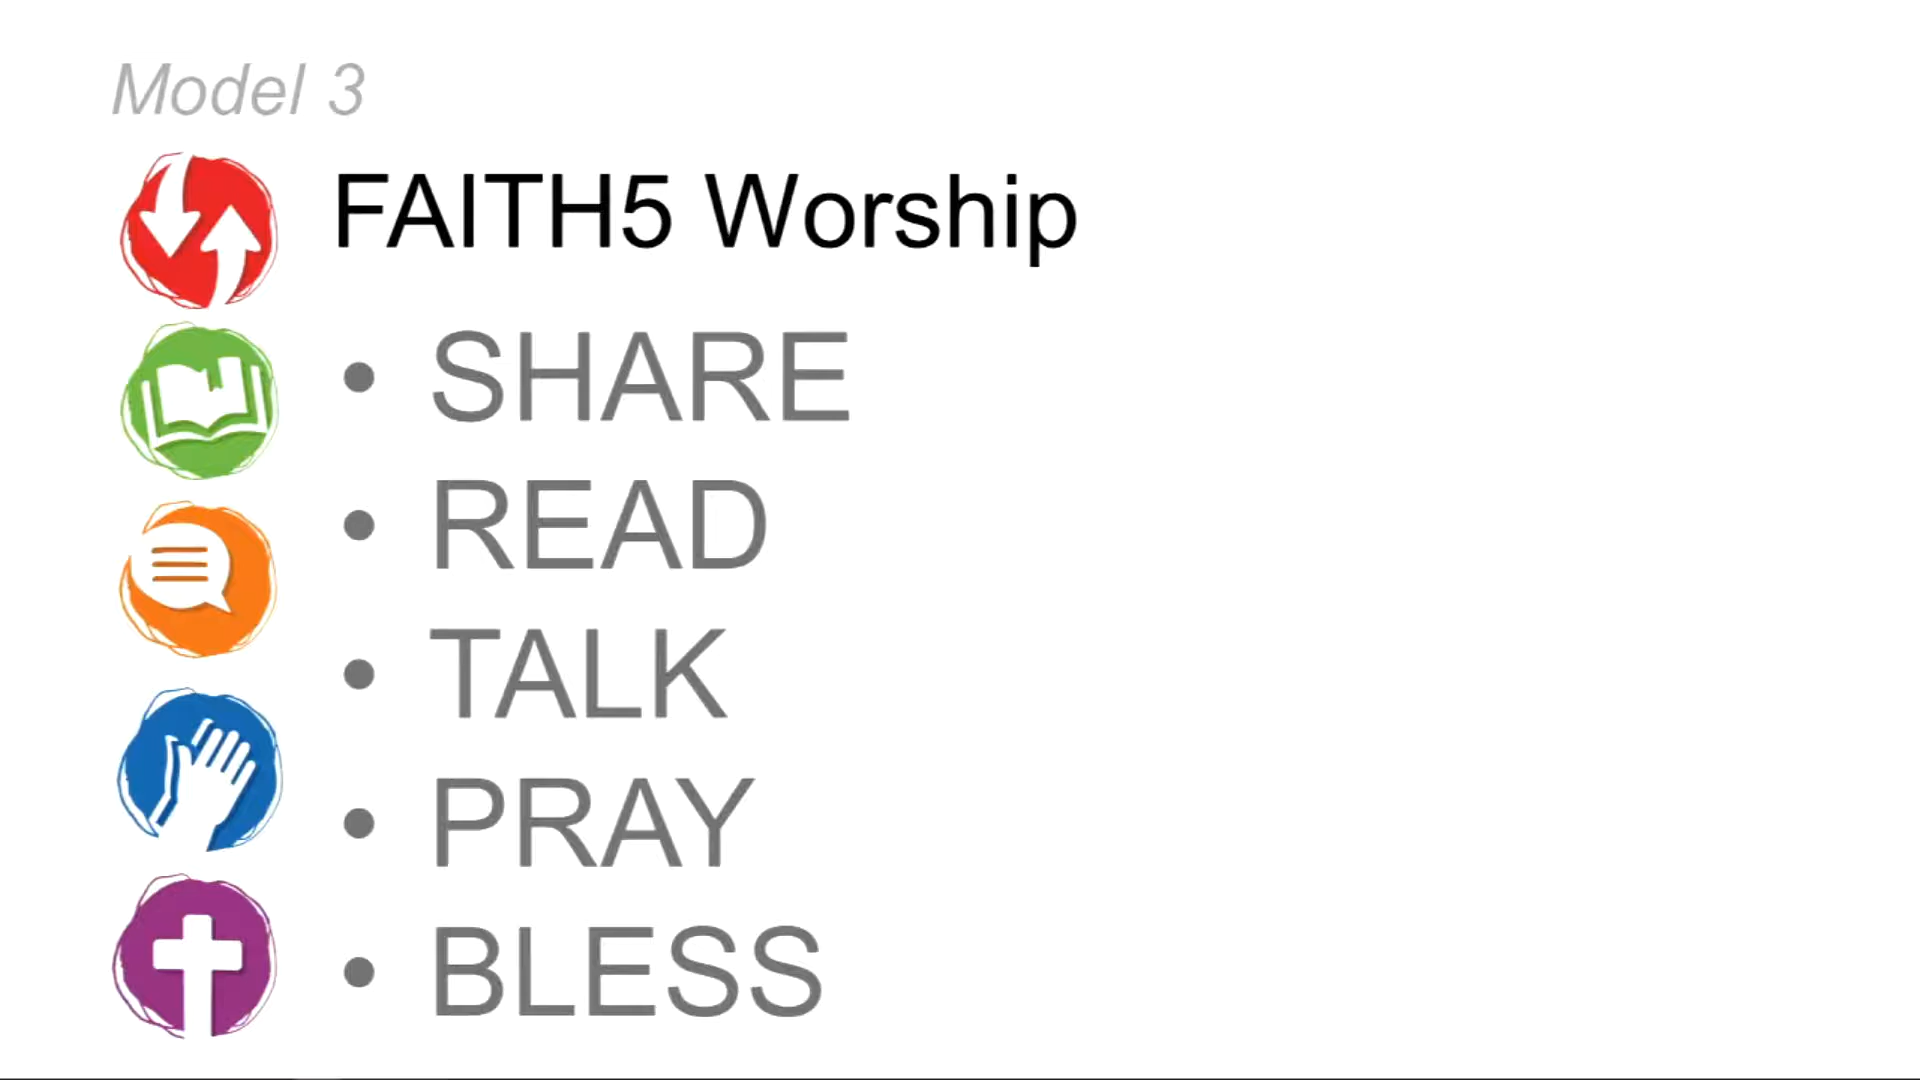 Model 3
FAITH5 Worship
• SHARE
• READ
• TALK
• PRAY
• BLESS